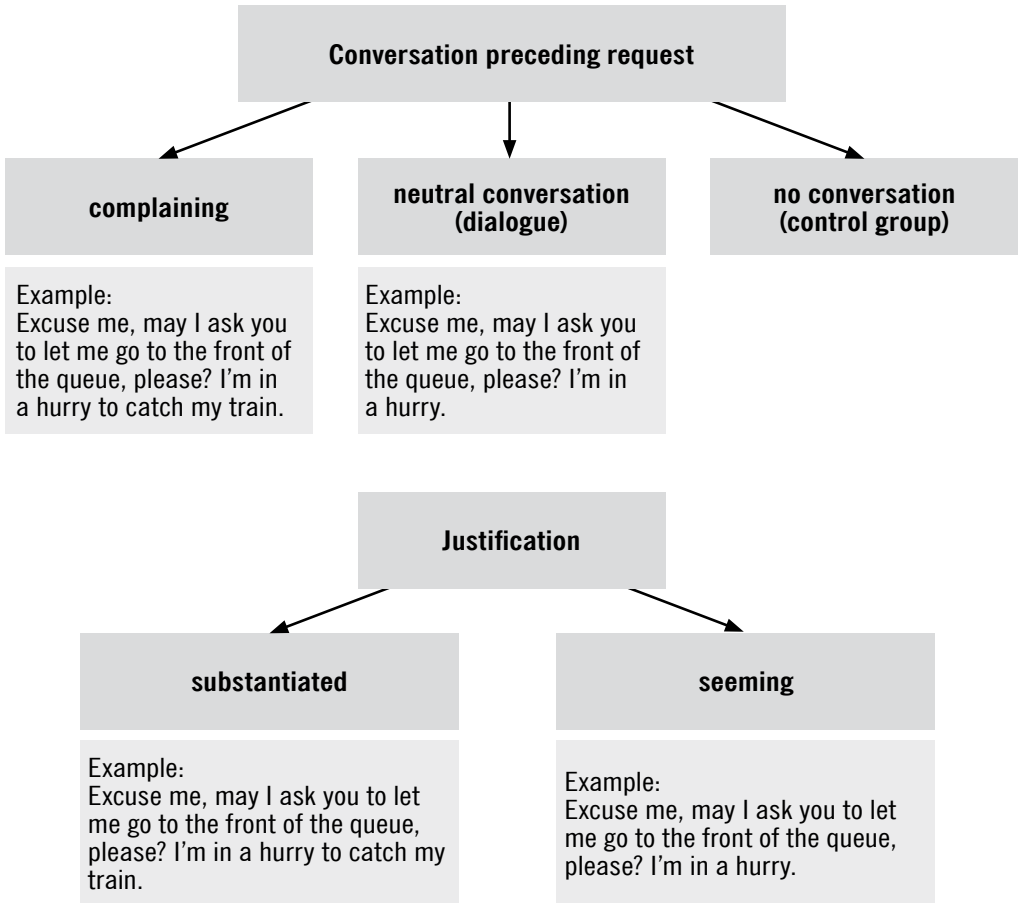 Conversation preceding request
complaining
neutral conversation
(dialogue)
no conversation
(control group)
Example:
Excuse me, may I ask you
to let me go to the front of
the queue, please? I'm in
a hurry to catch my train.
Example:
Excuse me, may I ask you
to let me go to the front of
the queue, please? I'm in
a hurry.
Justification
substantiated
seeming
Example:
Excuse me, may I ask you to let
me go to the front of the queue,
please? I'm in a hurry to catch my
train.
Example:
Excuse me, may I ask you to let
me go to the front of the queue,
please? I'm in a hurry.